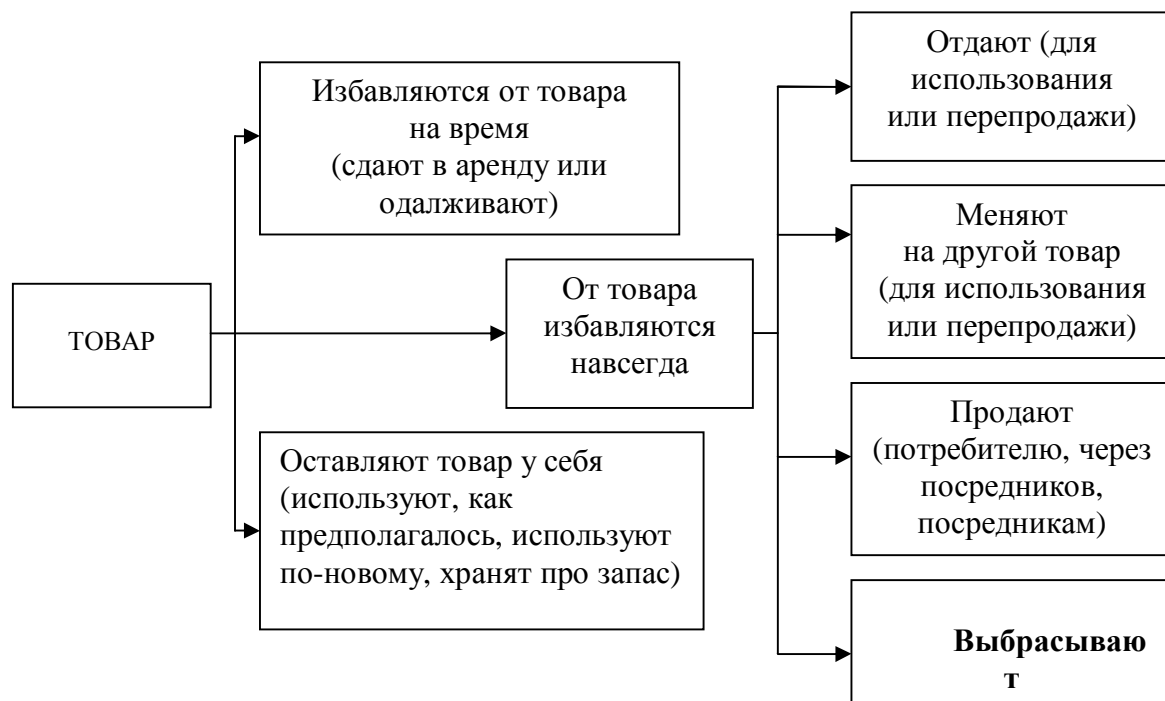 ТОВАР
Избавляются от товара
на время
(сдают в аренду или
одалживают)
От товара
избавляются
навсегда
Оставляют товар у себя
(используют, как
предполагалось, используют
по-новому, хранят про запас)
Отдают (для
использования
или перепродажи)
Меняют
на другой товар
(для использования
или перепродажи)
Продают
(потребителю, через
посредников,
посредникам)
Выбрасываю
т